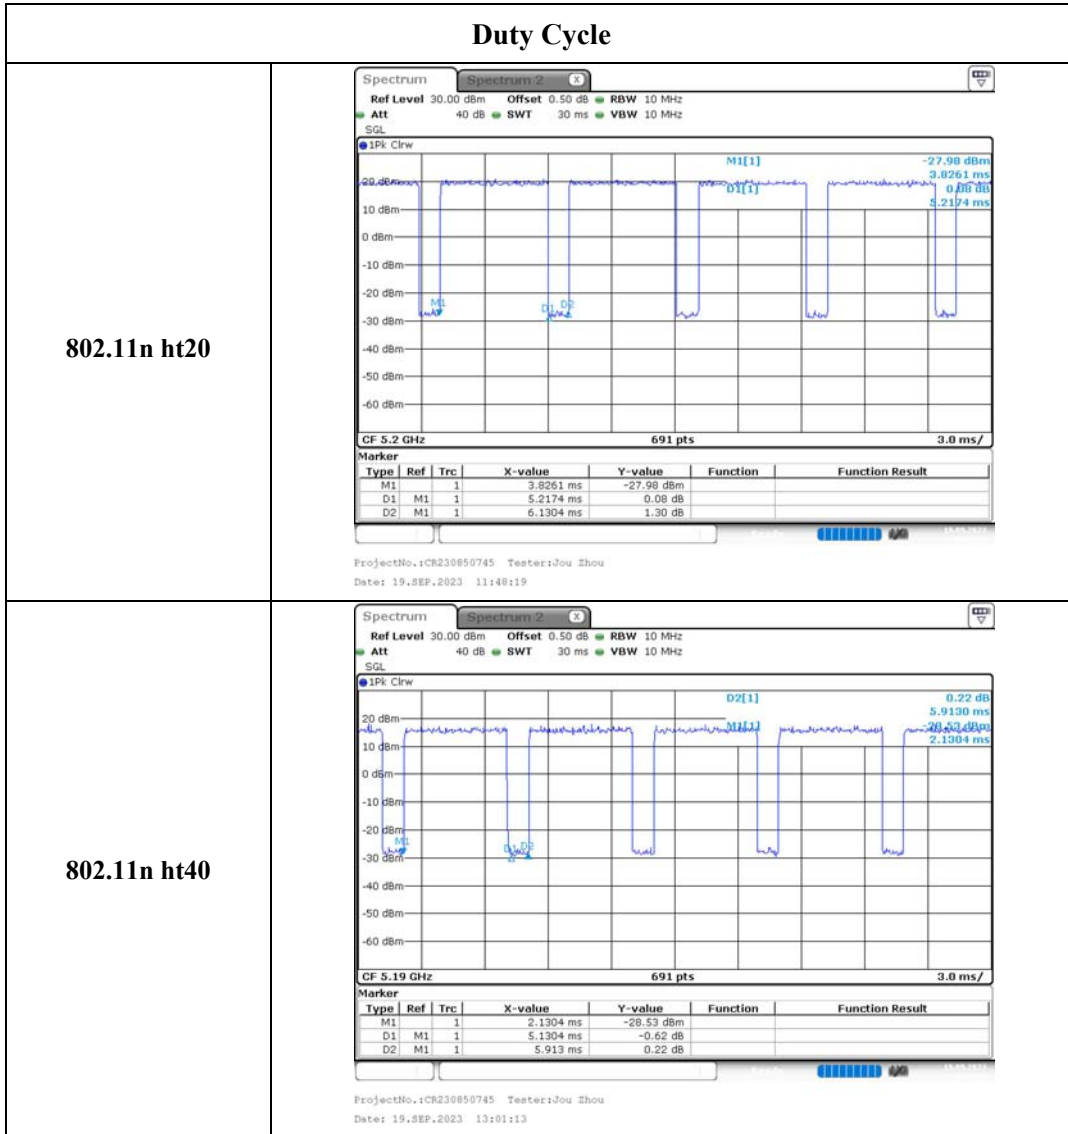 Duty Cycle
802.11n ht20
Spectrum Spectrum 2 X
Ref Level 30.00 dBm Offset 0.50 dB RBW 10 MHz
Att 40 dB SWT 30 ms VBW 10 MHz
SGL
1Pk Clrw
M1[1] -27.98 dBm
3.8261 ms
20 dBm
D1[1] 0.08 dB
5.2174 ms
10 dBm
0 dBm
-10 dBm
-20 dBm
M1 D1 D2
-30 dBm
-40 dBm
-50 dBm
-60 dBm
CF 5.2 GHz 691 pts 3.0 ms/
Marker
Type Ref Trc X-value Y-value Function Function Result
M1 1 3.8261 ms -27.98 dBm
D1 M1 1 5.2174 ms 0.08 dB
D2 M1 1 6.1304 ms 1.30 dB
ProjectNo.:CR230850745 Tester:Jou Zhou
Date: 19.SEP.2023 11:48:19
802.11n ht40
Spectrum Spectrum 2 X
Ref Level 30.00 dBm Offset 0.50 dB RBW 10 MHz
Att 40 dB SWT 30 ms VBW 10 MHz
SGL
1Pk Clrw
D2[1] 0.22 dB
5.9130 ms
20 dBm
M1[1] -28.53 dBm
2.1304 ms
10 dBm
0 dBm
-10 dBm
-20 dBm
M1 D1 D2
-30 dBm
-40 dBm
-50 dBm
-60 dBm
CF 5.19 GHz 691 pts 3.0 ms/
Marker
Type Ref Trc X-value Y-value Function Function Result
M1 1 2.1304 ms -28.53 dBm
D1 M1 1 5.1304 ms -0.62 dB
D2 M1 1 5.913 ms 0.22 dB
ProjectNo.:CR230850745 Tester:Jou Zhou
Date: 19.SEP.2023 13:01:13